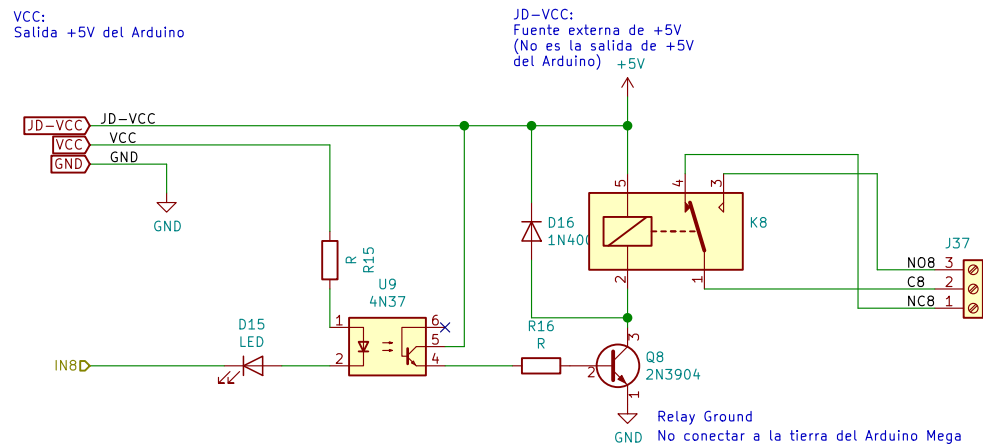 VCC:
Salida +5V del Arduino
JD-VCC:
Fuente externa de +5V
(No es la salida de +5V
del Arduino)
+5V
JD-VCC
JD-VCC
VCC
VCC
GND
GND
GND
5
4
3
D16
1N400
K8
R
R15
J37
2
1
NO8 3
C8 2
NC8 1
U9
4N37
D15
LED
1
6
5
2
4
R16
R
3
IN8
2
Q8
2N3904
1
GND
Relay Ground
No conectar a la tierra del Arduino Mega